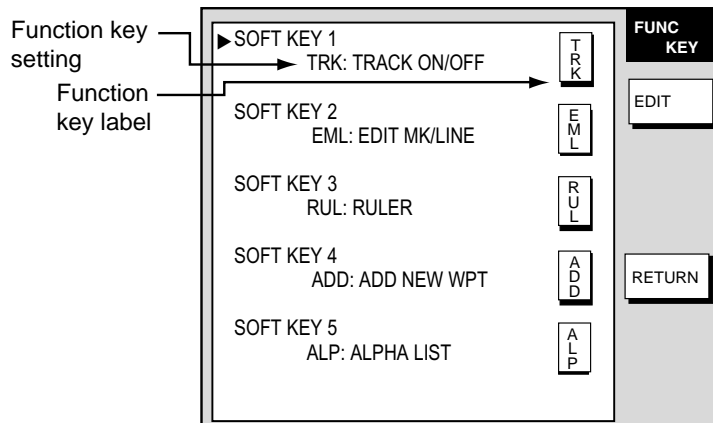 Function key
setting
Function
key label
▶SOFT KEY 1
TRK: TRACK ON/OFF
TRK
SOFT KEY 2
EML: EDIT MK/LINE
EML
SOFT KEY 3
RUL: RULER
RUL
SOFT KEY 4
ADD: ADD NEW WPT
ADD
SOFT KEY 5
ALP: ALPHA LIST
ALP
FUNC
KEY
EDIT
RETURN